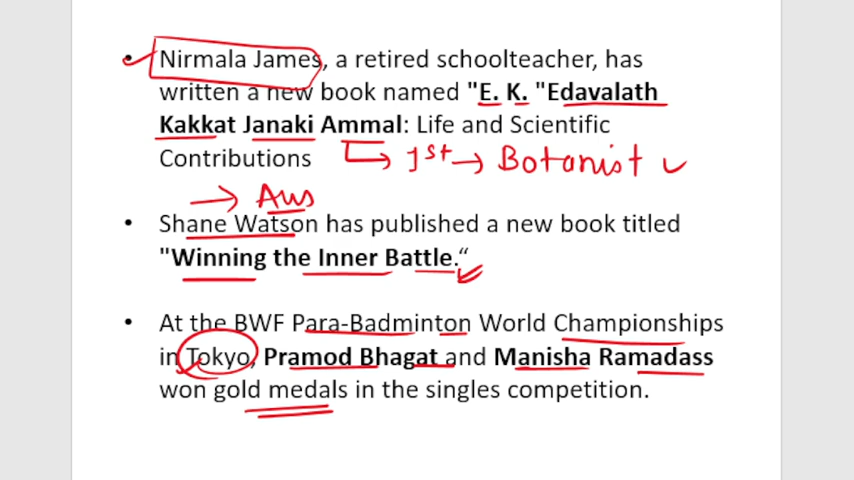 • Nirmala James, a retired schoolteacher, has
written a new book named "E. K. "Edavalath
Kakkat Janaki Ammal: Life and Scientific
Contributions → 1st → Botanist
→ Aus
• Shane Watson has published a new book titled
"Winning the Inner Battle.“
• At the BWF Para-Badminton World Championships
in Tokyo, Pramod Bhagat and Manisha Ramadass
won gold medals in the singles competition.